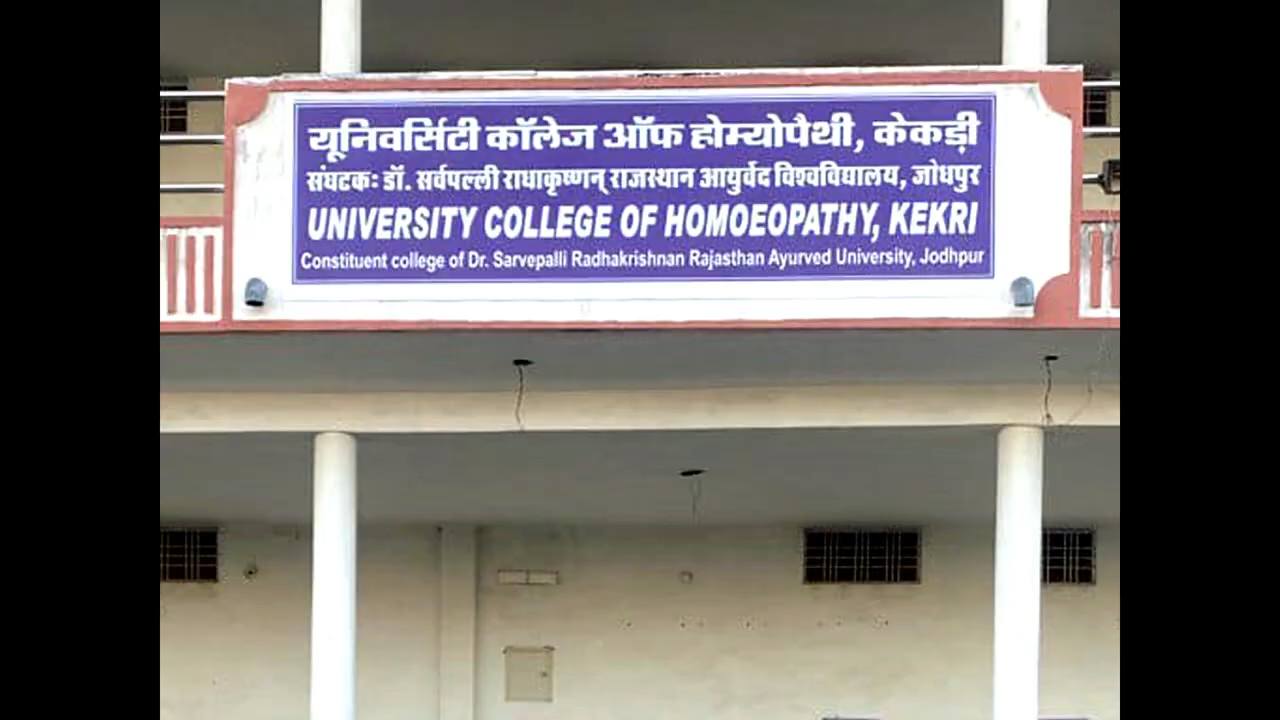 यूनिवर्सिटी कॉलेज ऑफ होम्योपैथी, केकड़ी
संघटकः डॉ. सर्वपल्ली राधाकृष्णन् राजस्थान आयुर्वेद विश्वविद्यालय, जोधपुर
UNIVERSITY COLLEGE OF HOMOEOPATHY, KEKRI
Constituent college of Dr. Sarvepalli Radhakrishnan Rajasthan Ayurved University, Jodhpur